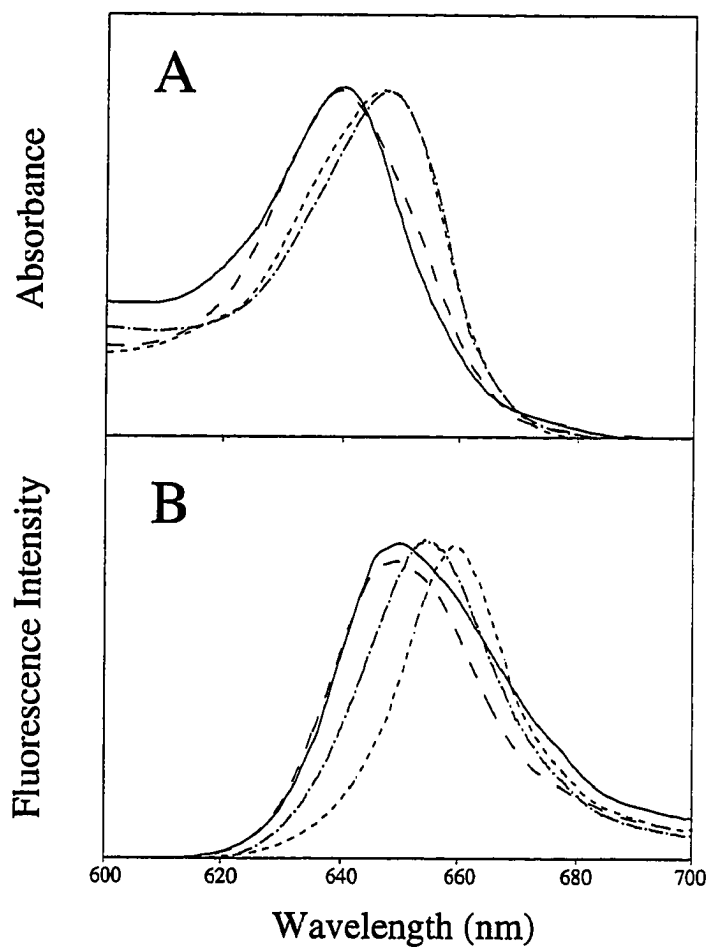 A
Absorbance
B
Fluorescence Intensity
600 620 640 660 680 700
Wavelength (nm)